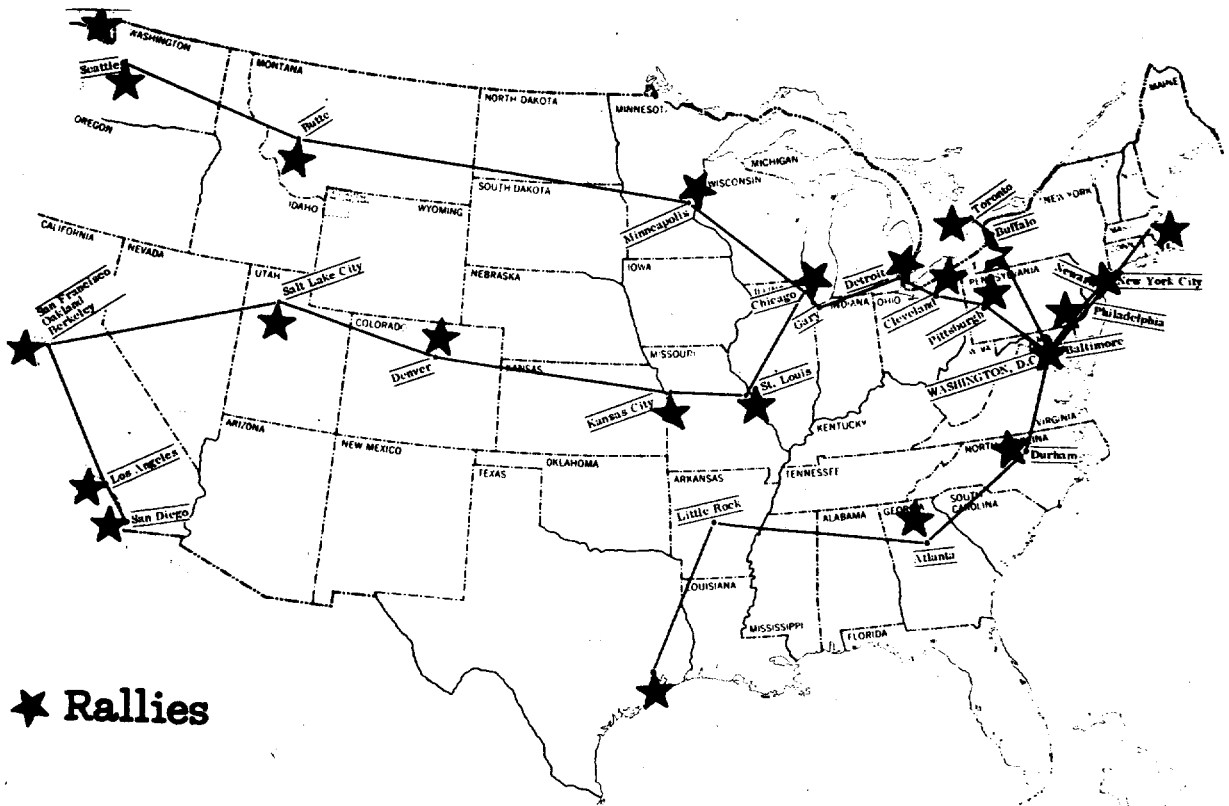 WASHINGTON
Seattle
MONTANA
Butte
NORTH DAKOTA
MINNESOT
MAINE
OREGON
MICHIGAN
WISCONSIN
SOUTH DAKOTA
IDAHO
WYOMING
Minneapolis
Toronto
NEW YORK
Buffalo
CALIFORNIA
NEVADA
UTAH
Salt Lake City
NEBRASKA
IOWA
Detroit
Chicago
Gary
INDIANA
OHIO
Cleveland
PENNSYLVANIA
Newark
New York City
San Francisco
Oakland
Berkeley
COLORADO
Pittsburgh
Philadelphia
Denver
KANSAS
MISSOURI
St. Louis
WASHINGTON, D.C
Baltimore
Kansas City
ARIZONA
NEW MEXICO
KENTUCKY
VIRGINIA
Los Angeles
TEXAS
OKLAHOMA
ARKANSAS
TENNESSEE
Durham
San Diego
Little Rock
ALABAMA
GEORGIA
SOUTH
CAROLINA
Atlanta
LOUISIANA
MISSISSIPPI
FLORIDA
Rallies